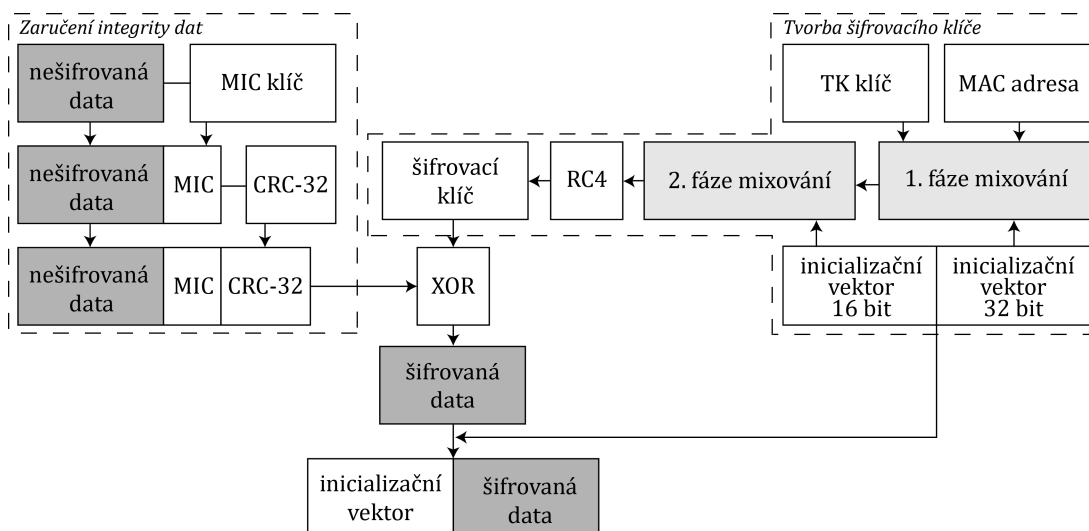 Zaručení integrity dat
nešifrovaná
data
MIC klíč
nešifrovaná
data
MIC
CRC-32
nešifrovaná
data
MIC
CRC-32
Tvorba šifrovacího klíče
TK klíč
MAC adresa
šifrovací
klíč
RC4
2. fáze mixování
1. fáze mixování
XOR
inicializační
vektor
16 bit
inicializační
vektor
32 bit
šifrovaná
data
inicializační
vektor
šifrovaná
data